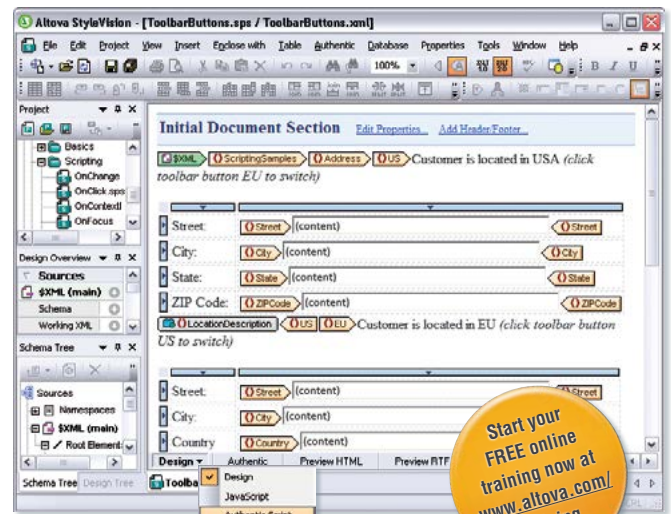 Altova StyleVision - [ToolbarButtons.sps / ToolbarButtons.xml]
File Edit Project View Insert Enclose with Table Authentic Database Properties Tools Window Help
100%
B I U
Project
Basics
Scripting
OnChange
OnClick.sps
OnContextI
OnFocus
Design Overview
Sources
$XML (main)
Schema
Working XML
Schema Tree
Sources
Namespaces
$XML (main)
Root Element
Schema Tree Design Tree
Initial Document Section Edit Properties... Add Header/Footer...
$XML ScriptingSamples Address US Customer is located in USA (click
toolbar button EU to switch)
Street: Street (content) Street
City: City (content) City
State: State (content) State
ZIP Code: ZIPCode (content) ZIPCode
LocationDescription US EU Customer is located in EU (click toolbar button
US to switch)
Street: Street (content) Street
City: City (content)
Country Country (content)
Design Authentic Preview HTML Preview RTF
Toolba
Design
JavaScript
Authentic Script
Start your
FREE online
training now at
www.altova.com/